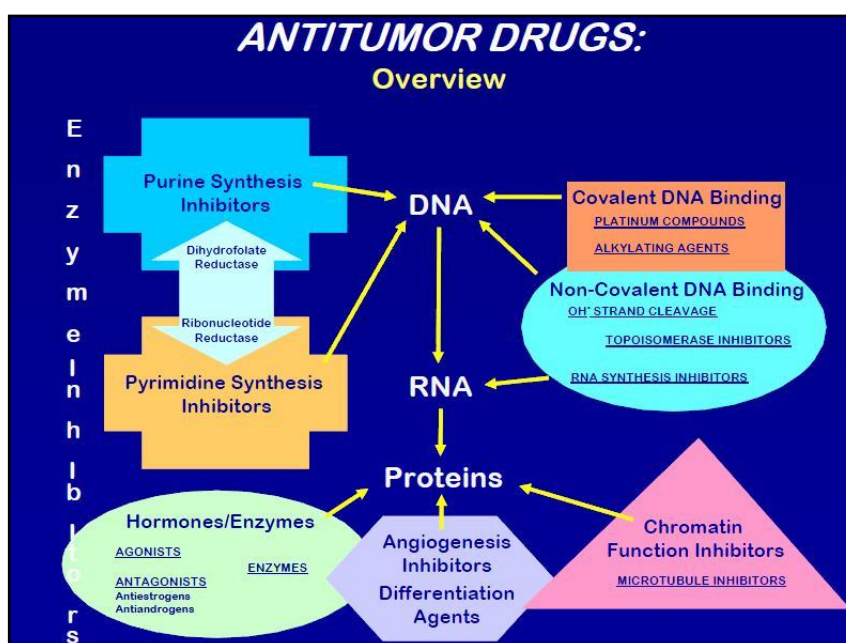 ANTITUMOR DRUGS:
Overview
EnzymeInhIbItors
Purine Synthesis
Inhibitors
Dihydrofolate
Reductase
Ribonucleotide
Reductase
Pyrimidine Synthesis
Inhibitors
DNA
RNA
Proteins
Covalent DNA Binding
PLATINUM COMPOUNDS
ALKYLATING AGENTS
Non-Covalent DNA Binding
OH· STRAND CLEAVAGE
TOPOISOMERASE INHIBITORS
RNA SYNTHESIS INHIBITORS
Hormones/Enzymes
AGONISTS
ENZYMES
ANTAGONISTS
Antiestrogens
Antiandrogens
Angiogenesis
Inhibitors
Differentiation
Agents
Chromatin
Function Inhibitors
MICROTUBULE INHIBITORS